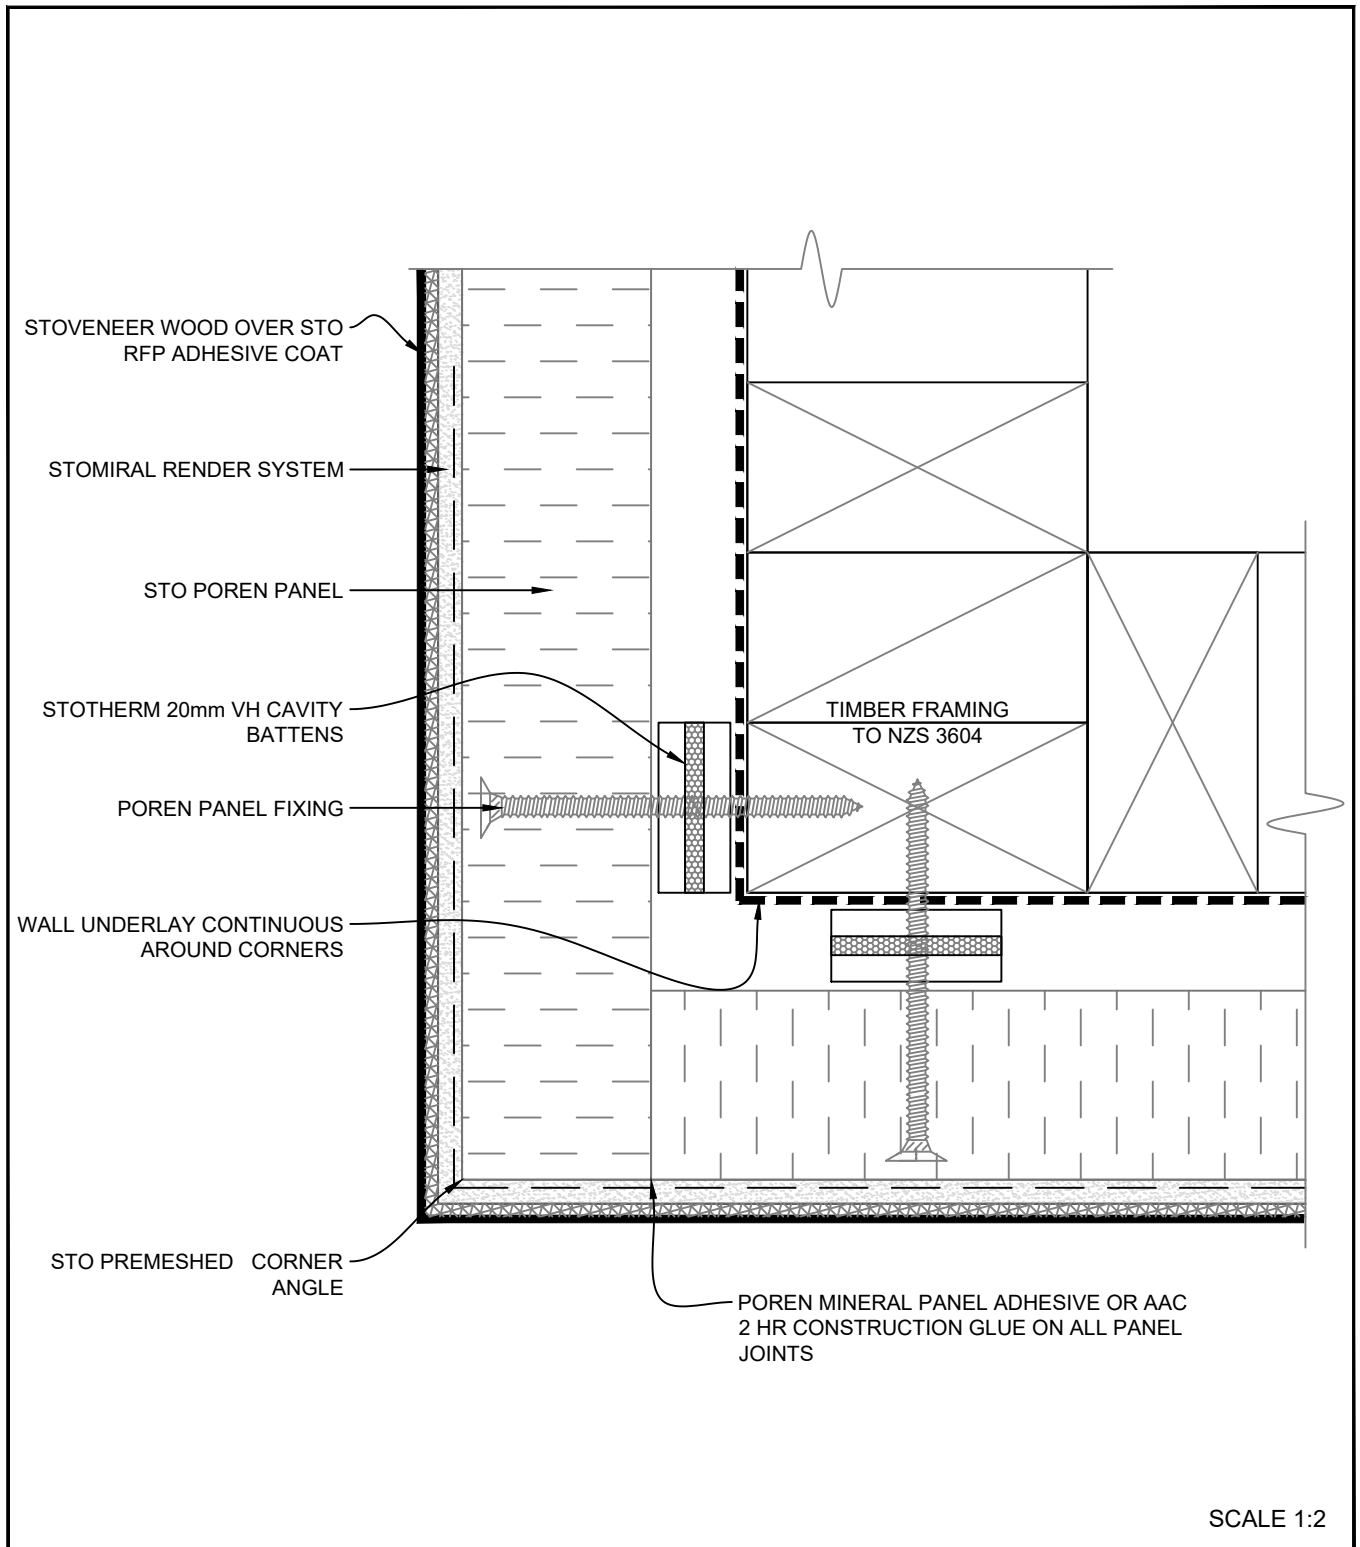 STOVENEER WOOD OVER STO
RFP ADHESIVE COAT
STOMIRAL RENDER SYSTEM
STO POREN PANEL
STOTHERM 20mm VH CAVITY
BATTENS
TIMBER FRAMING
TO NZS 3604
POREN PANEL FIXING
WALL UNDERLAY CONTINUOUS
AROUND CORNERS
STO PREMESHED CORNER
ANGLE
POREN MINERAL PANEL ADHESIVE OR AAC
2 HR CONSTRUCTION GLUE ON ALL PANEL
JOINTS
SCALE 1:2